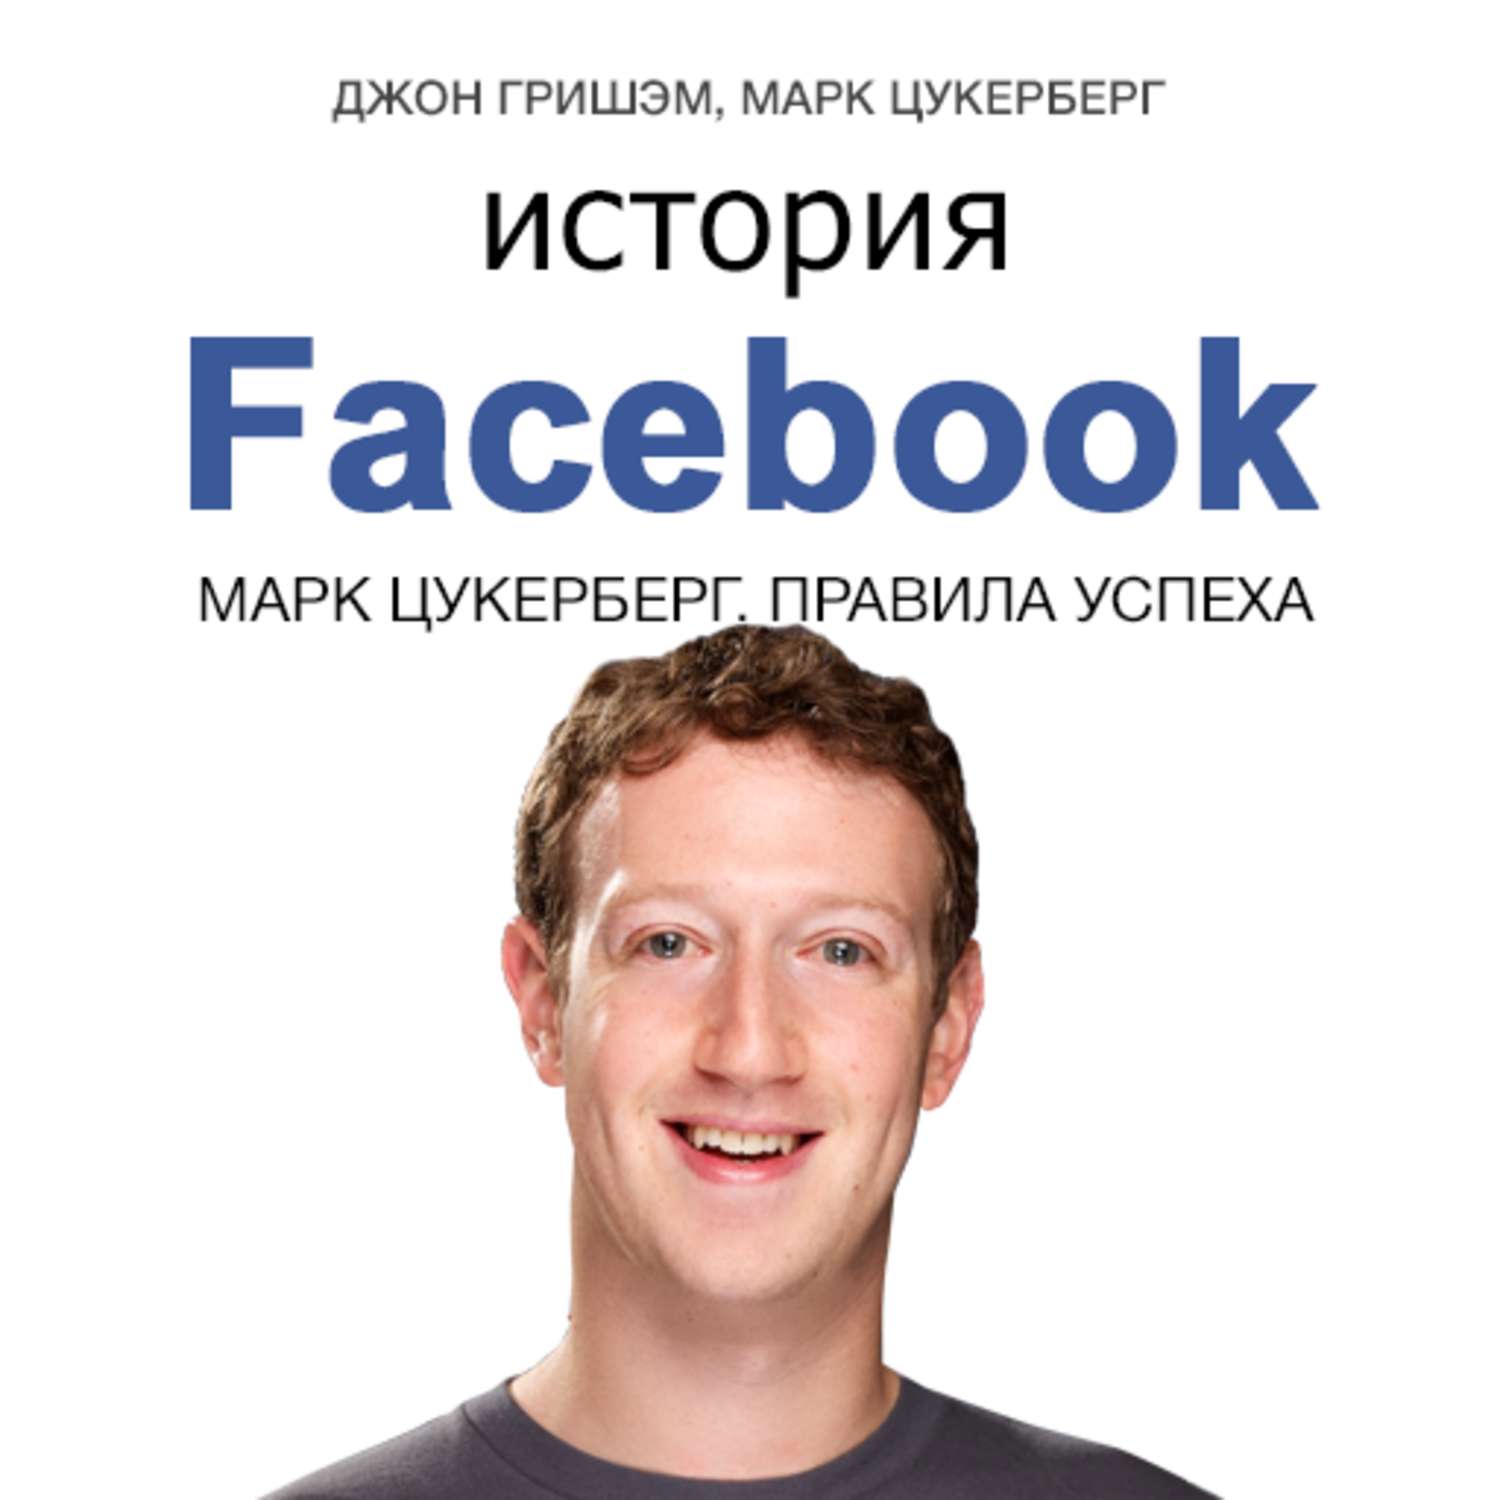 ДЖОН ГРИШЭМ, МАРК ЦУКЕРБЕРГ
история
Facebook
МАРК ЦУКЕРБЕРГ. ПРАВИЛА УСПЕХА